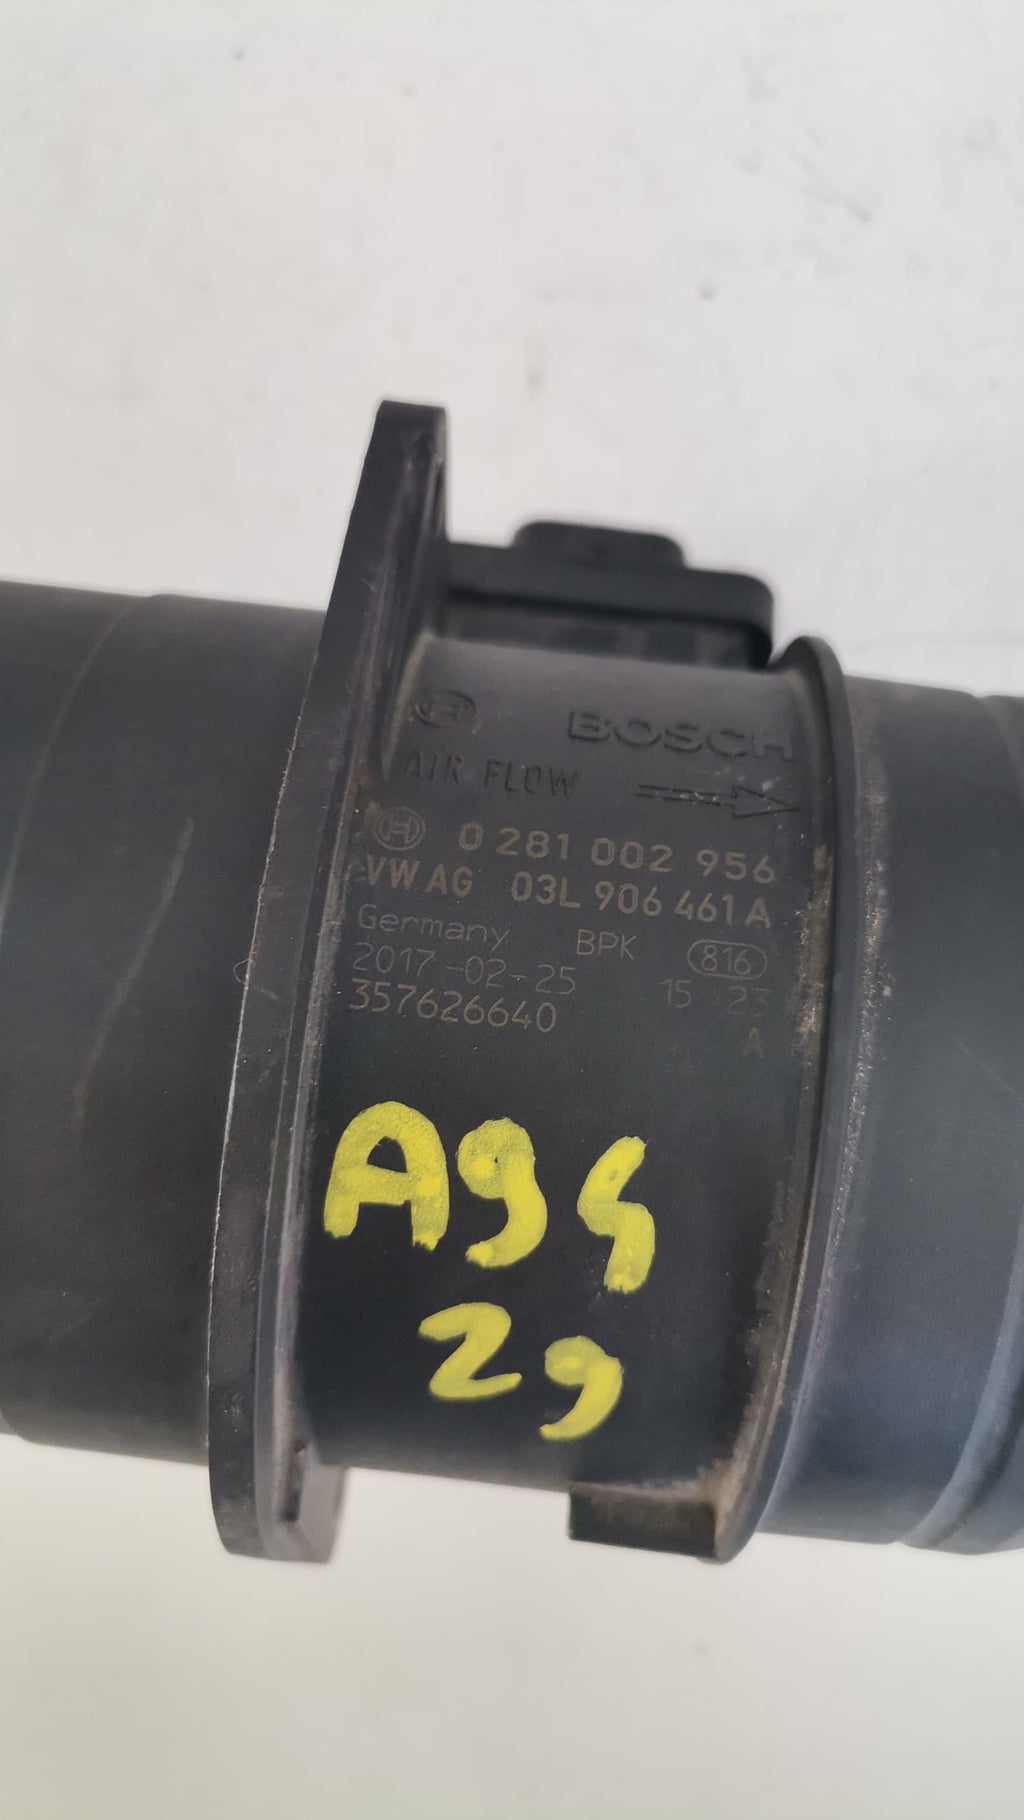 BOSCH
AIR FLOW
0 281 002 956
VW AG 03L 906 461 A
Germany BPK 816
2017-02-25 15 23
357626640 A
A94
29